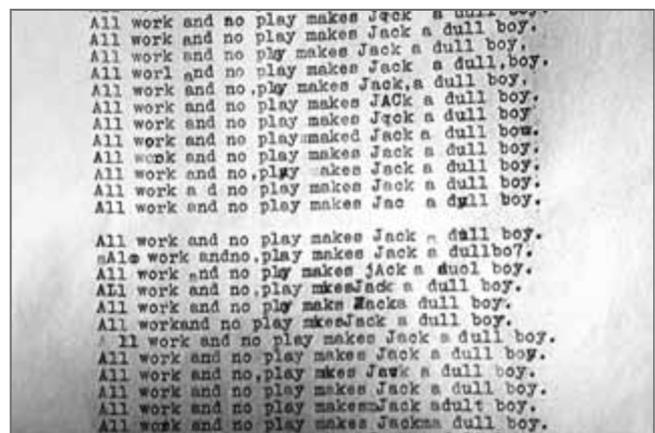 All work and no play makes Jack a dull boy.
All work and no play makes Jack a dull boy.
All work and no ply makes Jack a dull boy.
All worl and no play makes Jack a dull,boy.
All work and no,ply makes Jack,a dull boy.
All work and no play makes JACk a dull boy.
All work and no play makes Jack a dull boy.
All work and no play maked Jack a dull bow.
All work and no play makes Jack a dull boy.
All work and no,play akes Jack a dull boy.
All work a d no play makes Jack a dull boy.
All work and no play makes Jac a dull boy.
All work and no play makes Jack a dull boy.
mAle work andno,play makes Jack a dullbo7.
All work and no ply makes jAck a duol boy.
All work and no,play mkesJack a dull boy.
All work and no ply maks Jacka dull boy.
All workand no play mkesJack a dull boy.
A ll work and no play makes Jack a dull boy.
All work and no play makes Jack a dull boy.
All work and no,play mkes Jack a dull boy.
All work and no play makes Jack a dull boy.
All work and no play makesmJack adult boy.
All work and no play makes Jackma dull boy.